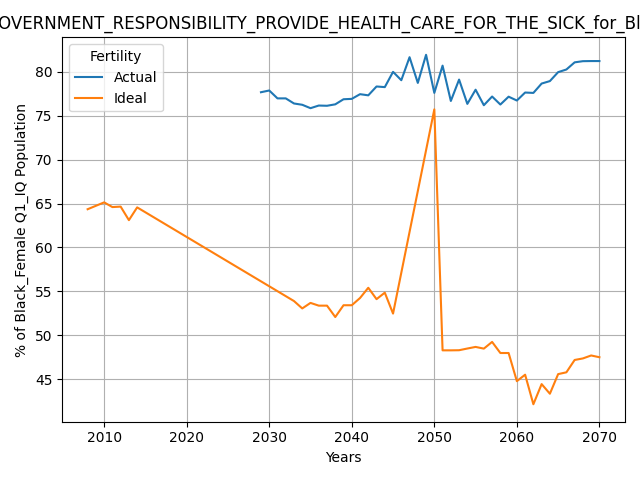 OVERNMENT_RESPONSIBILITY_PROVIDE_HEALTH_CARE_FOR_THE_SICK_for_Bl
Fertility
Actual
Ideal
% of Black_Female Q1_IQ Population
80
75
70
65
60
55
50
45
2010 2020 2030 2040 2050 2060 2070
Years